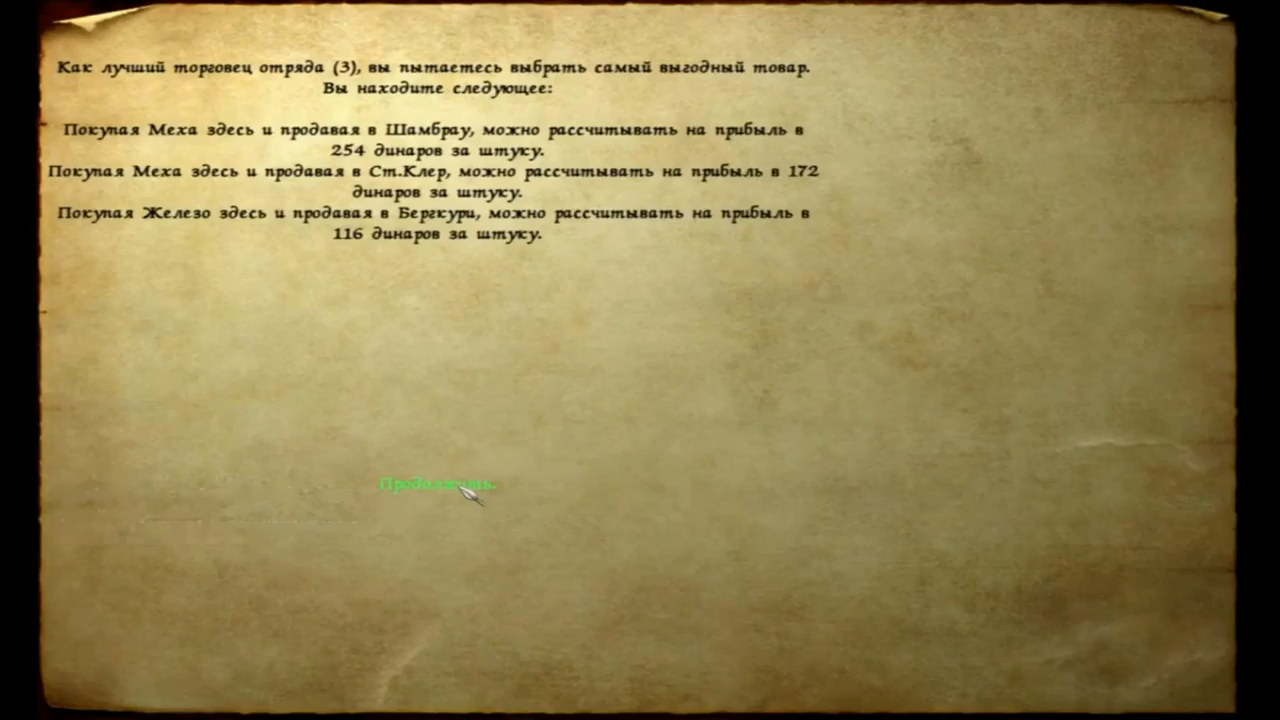 Как лучший торговец отряда (3), вы пытаетесь выбрать самый выгодный товар.
Вы находите следующее:
Покупая Меха здесь и продавая в Шамбрау, можно рассчитывать на прибыль в
254 динаров за штуку.
Покупая Меха здесь и продавая в Ст.Клер, можно рассчитывать на прибыль в 172
динаров за штуку.
Покупая Железо здесь и продавая в Бергкури, можно рассчитывать на прибыль в
116 динаров за штуку.
Продолжить.